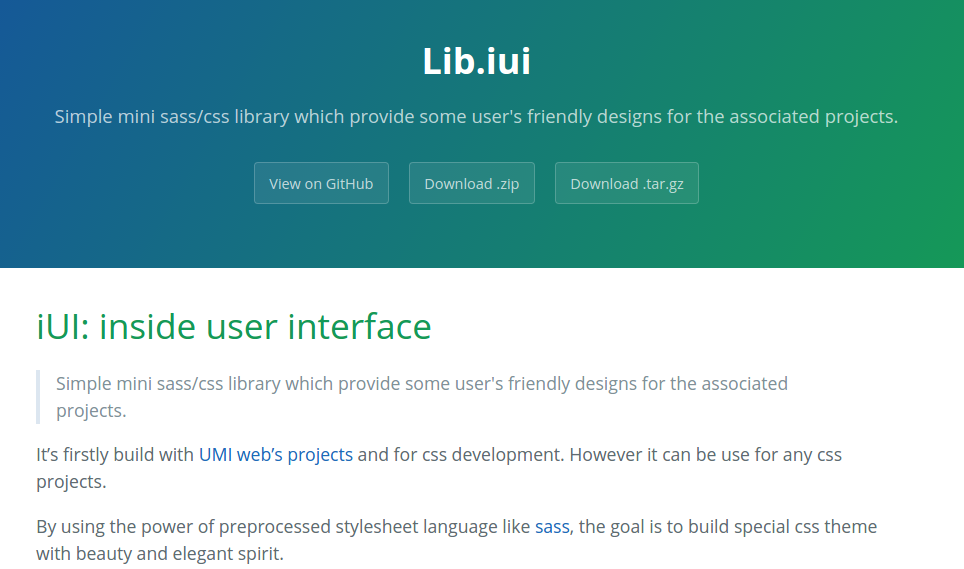 Lib.iui
Simple mini sass/css library which provide some user's friendly designs for the associated projects.
View on GitHub
Download .zip
Download .tar.gz
iUI: inside user interface
Simple mini sass/css library which provide some user's friendly designs for the associated
projects.
It’s firstly build with UMI web’s projects and for css development. However it can be use for any css
projects.
By using the power of preprocessed stylesheet language like sass, the goal is to build special css theme
with beauty and elegant spirit.